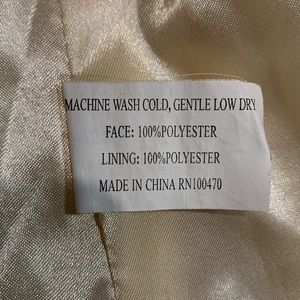 MACHINE WASH COLD, GENTLE LOW DRY
FACE: 100%POLYESTER
LINING: 100%POLYESTER
MADE IN CHINA RN100470